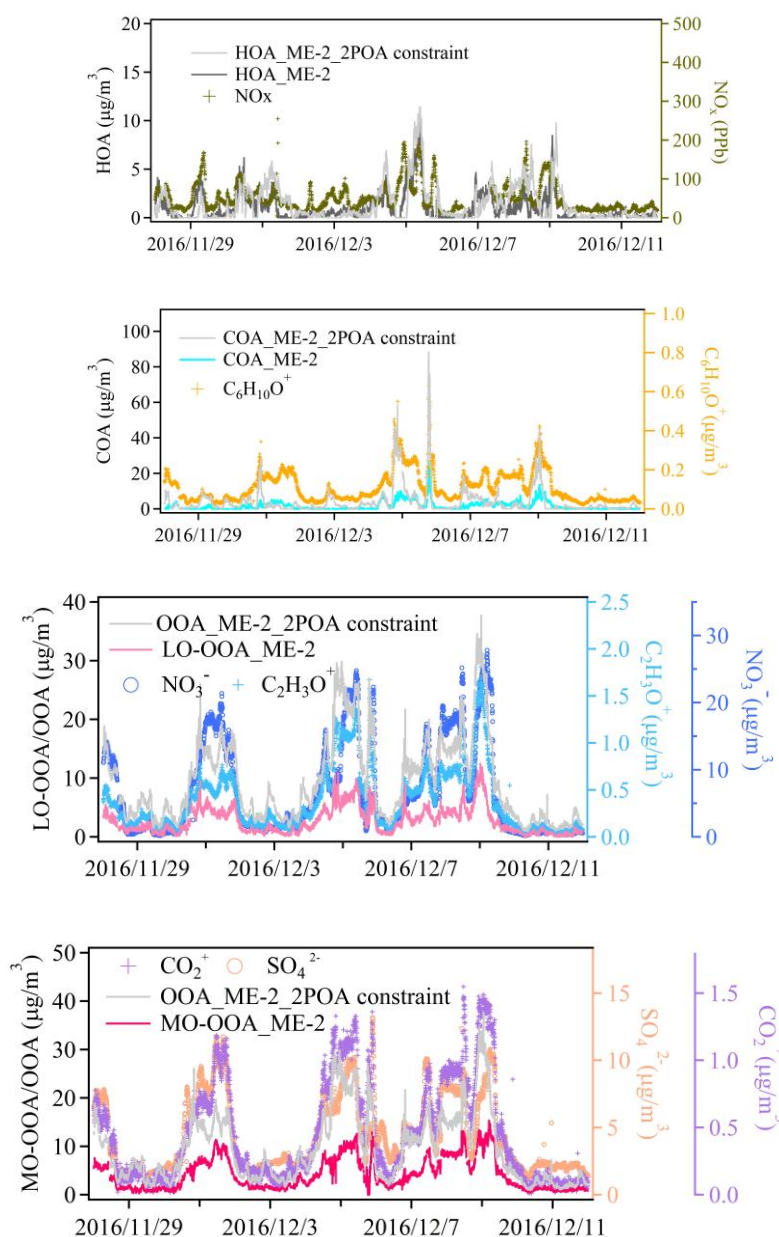 20
15
10
5
0
HOA (μg/m³)
HOA_ME-2_2POA constraint
HOA_ME-2
NOx
500
400
300
200
100
0
NOₓ (PPb)
2016/11/29 2016/12/3 2016/12/7 2016/12/11
100
80
60
40
20
0
COA (μg/m³)
COA_ME-2_2POA constraint
COA_ME-2
C₆H₁₀O⁺
1.0
0.8
0.6
0.4
0.2
0.0
C₆H₁₀O⁺(μg/m³)
2016/11/29 2016/12/3 2016/12/7 2016/12/11
40
30
20
10
0
LO-OOA/OOA (μg/m³)
OOA_ME-2_2POA constraint
LO-OOA_ME-2
NO₃⁻ C₂H₃O⁺
2.5
2.0
1.5
1.0
0.5
0.0
C₂H₃O⁺(μg/m³)
30
20
10
0
NO₃⁻(μg/m³)
2016/11/29 2016/12/3 2016/12/7 2016/12/11
50
40
30
20
10
0
MO-OOA/OOA (μg/m³)
CO₂⁺ SO₄²⁻
OOA_ME-2_2POA constraint
MO-OOA_ME-2
15
10
5
0
SO₄²⁻(μg/m³)
1.5
1.0
0.5
0.0
CO₂⁺(μg/m³)
2016/11/29 2016/12/3 2016/12/7 2016/12/11